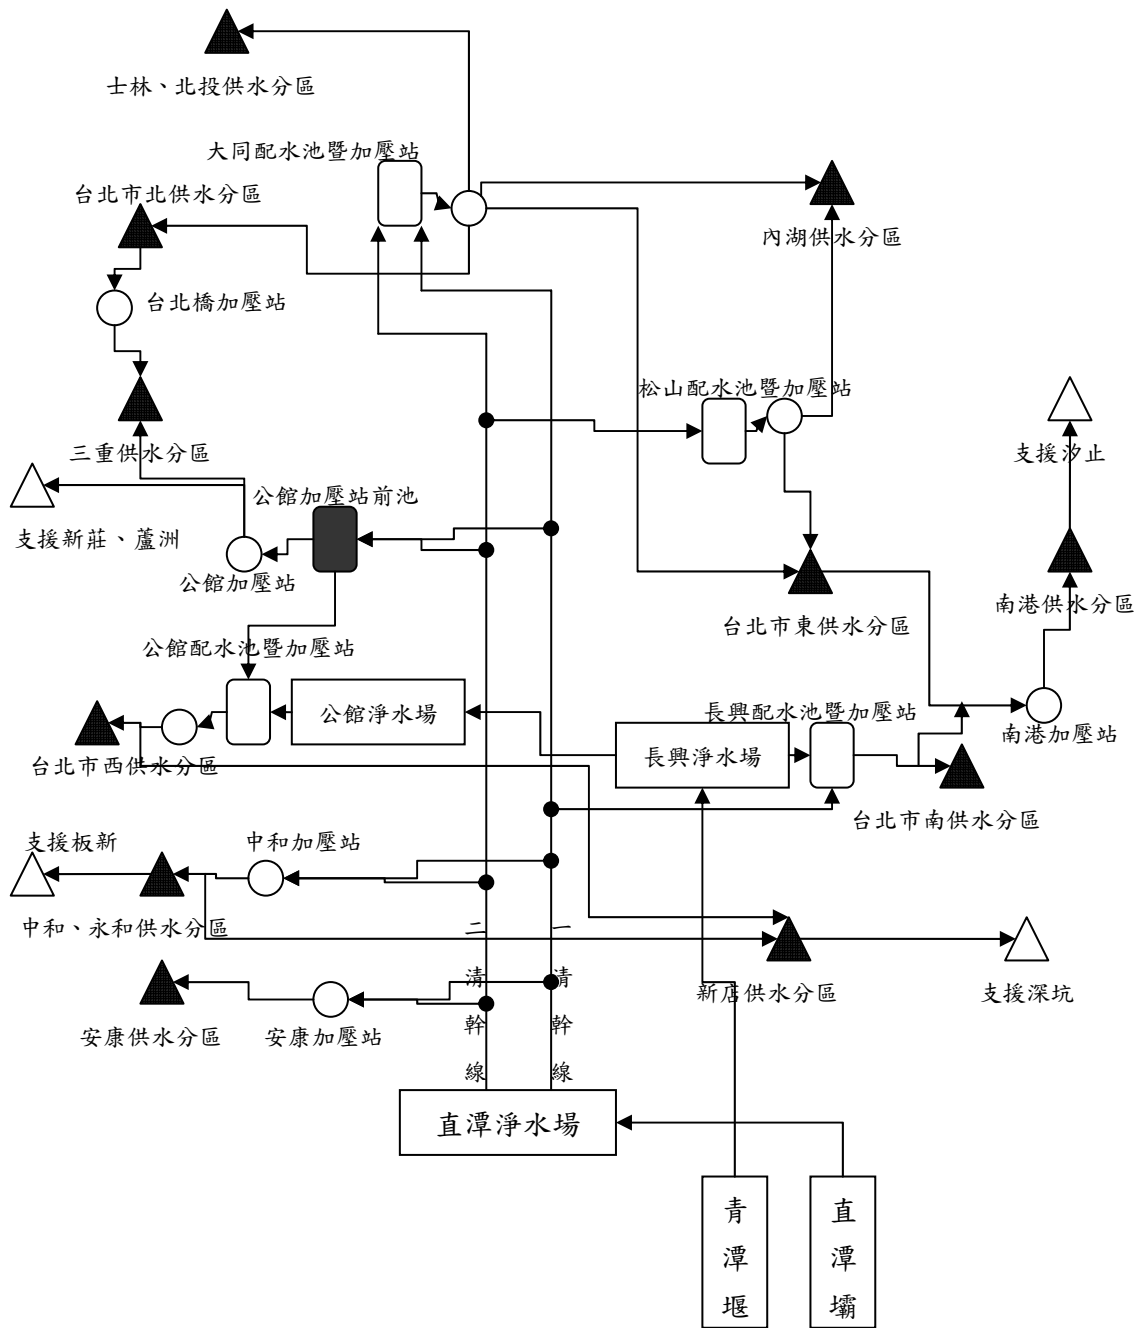 士林、北投供水分區
大同配水池暨加壓站
台北市北供水分區
內湖供水分區
台北橋加壓站
松山配水池暨加壓站
三重供水分區
支援汐止
公館加壓站前池
支援新莊、蘆洲
公館加壓站
南港供水分區
台北市東供水分區
公館配水池暨加壓站
公館淨水場
長興配水池暨加壓站
南港加壓站
長興淨水場
台北市西供水分區
台北市南供水分區
支援板新
中和加壓站
中和、永和供水分區
二清幹線
一清幹線
新店供水分區
支援深坑
安康供水分區
安康加壓站
直潭淨水場
青潭堰
直潭壩